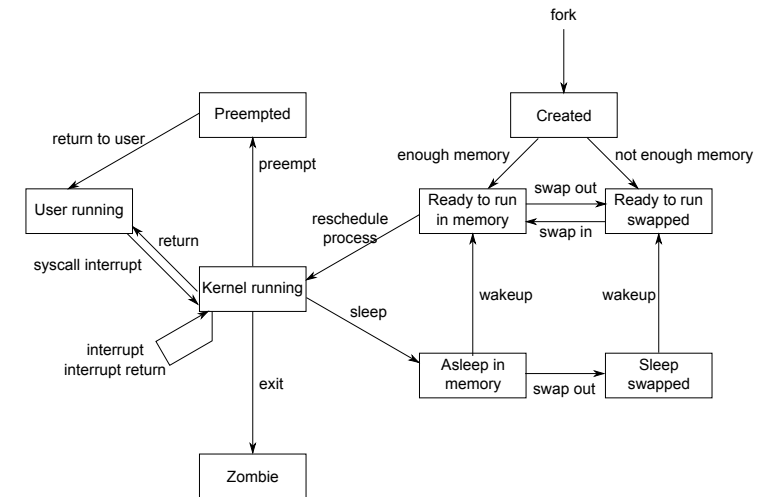 fork
Created
Preempted
return to user
preempt
enough memory
not enough memory
User running
Ready to run
in memory
swap out
swap in
Ready to run
swapped
reschedule
process
return
syscall interrupt
Kernel running
wakeup
wakeup
sleep
interrupt
interrupt return
Asleep in
memory
swap out
Sleep
swapped
exit
Zombie